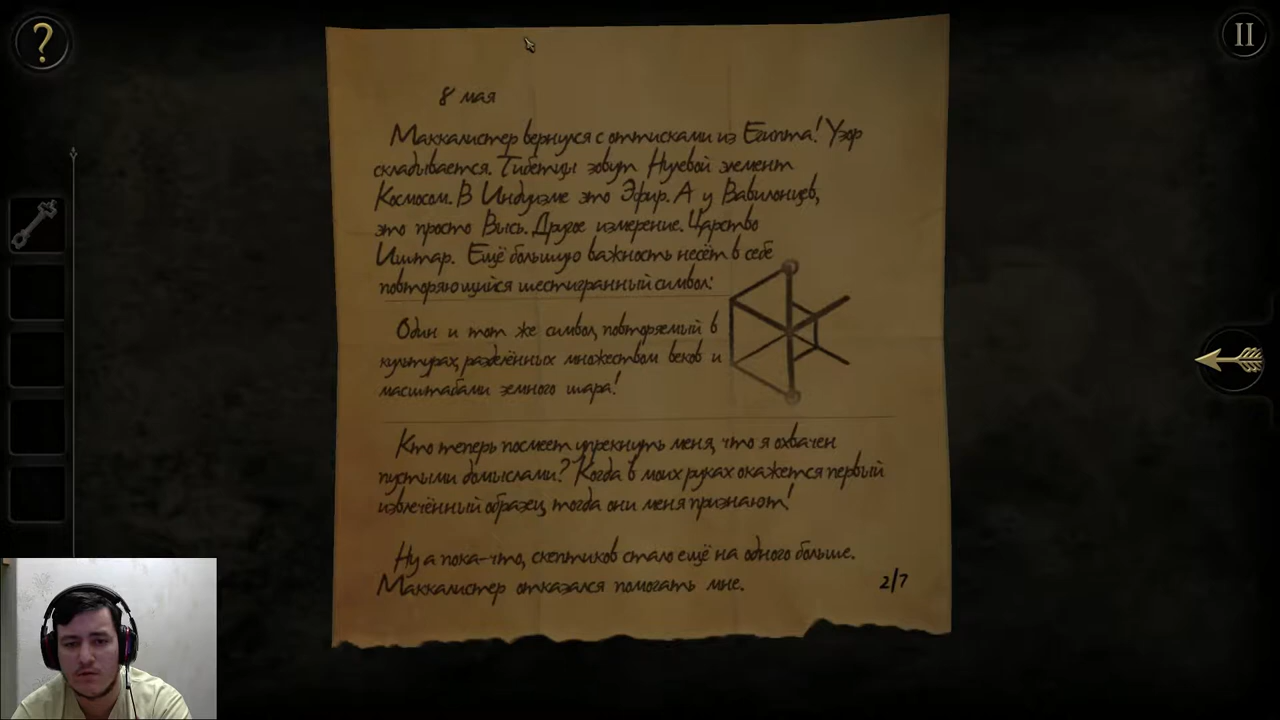 8 мая
Маккалистер вернулся с оттисками из Египта! Узор
складывается. Тибетцы зовут Нулевой элемент
Космосом. В Индуизме это Эфир. А у Вавилонцев,
это просто Высь. Другое измерение. Царство
Иштар. Ещё большую важность несёт в себе
повторяющийся шестигранный символ:
Один и тот же символ, повторяемый в
культурах, разделённых множеством веков и
масштабами земного шара!
Кто теперь посмеет упрекнуть меня, что я охвачен
пустыми домыслами? Когда в моих руках окажется первый
извлечённый образец, тогда они меня признают!
Ну а пока-что, скептиков стало ещё на одного больше.
Маккалистер отказался помогать мне.
2/7
?
II